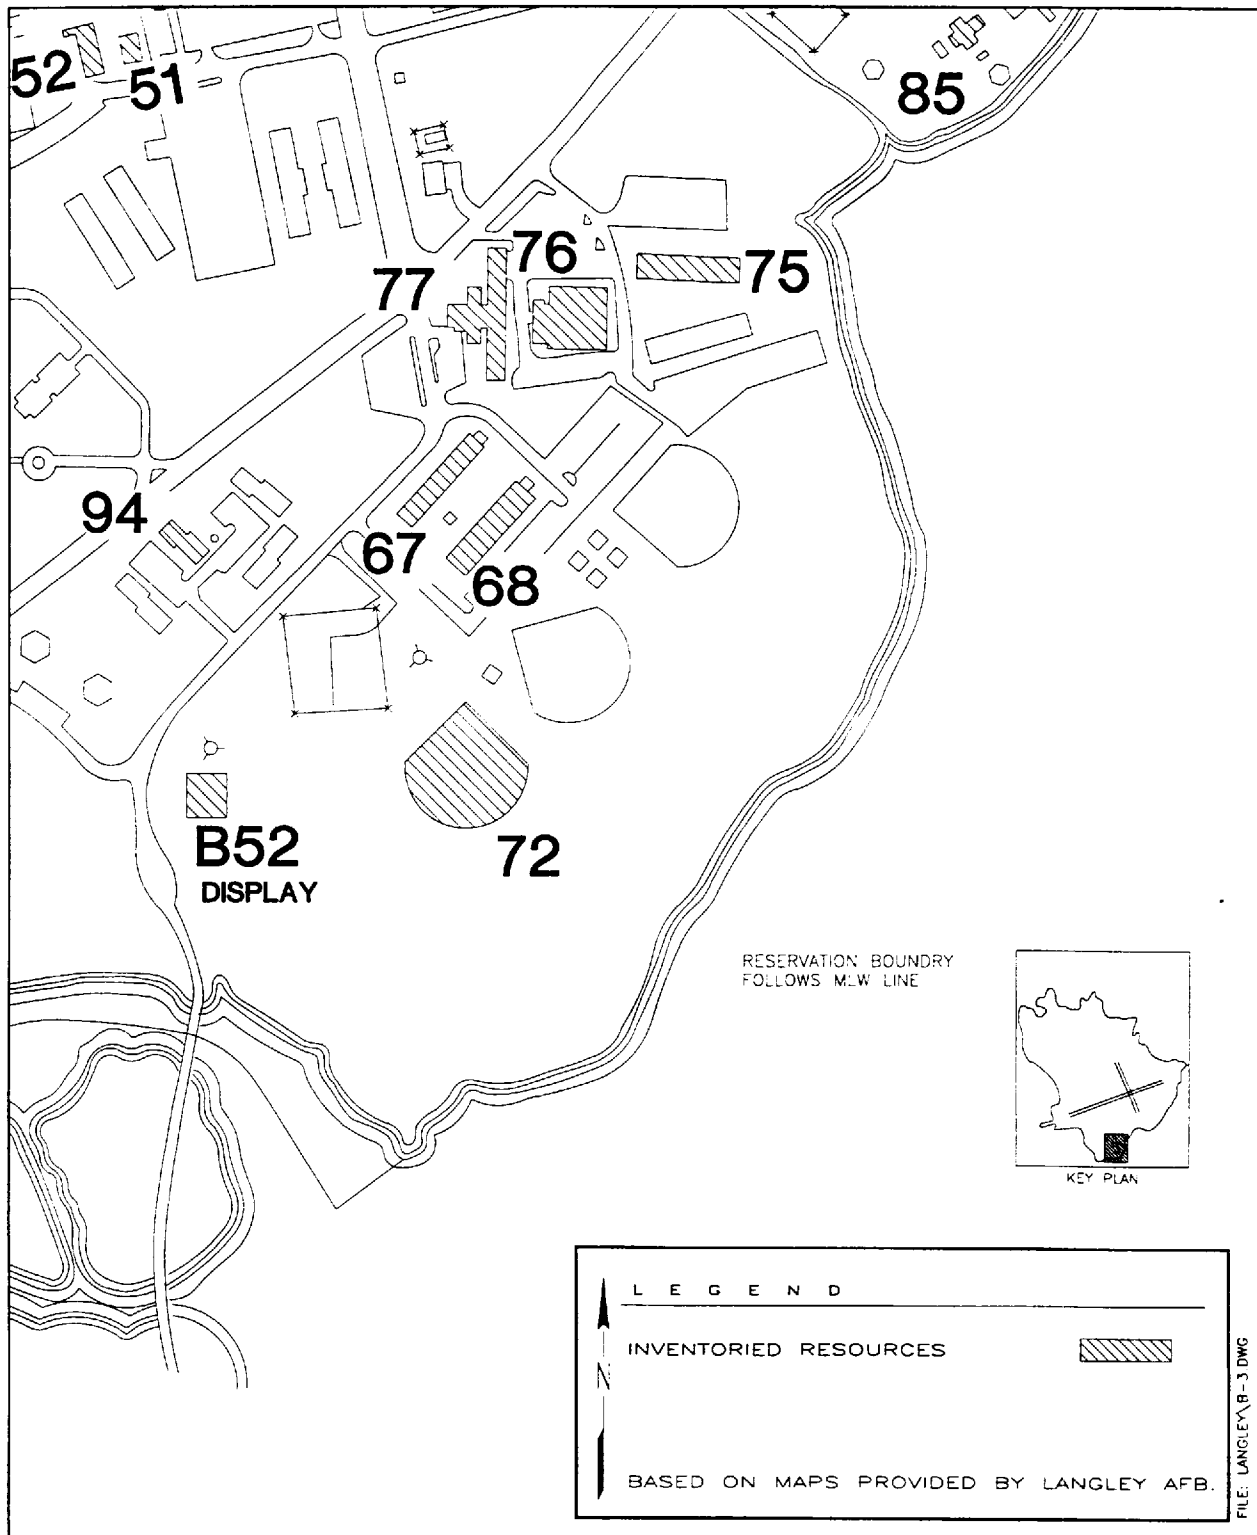 52
51
85
76
75
77
94
67
68
B52
DISPLAY
72
RESERVATION BOUNDRY
FOLLOWS MLW LINE
KEY PLAN
LEGEND
INVENTORIED RESOURCES
N
BASED ON MAPS PROVIDED BY LANGLEY AFB.
FILE: LANGLEY\B-3.DWG